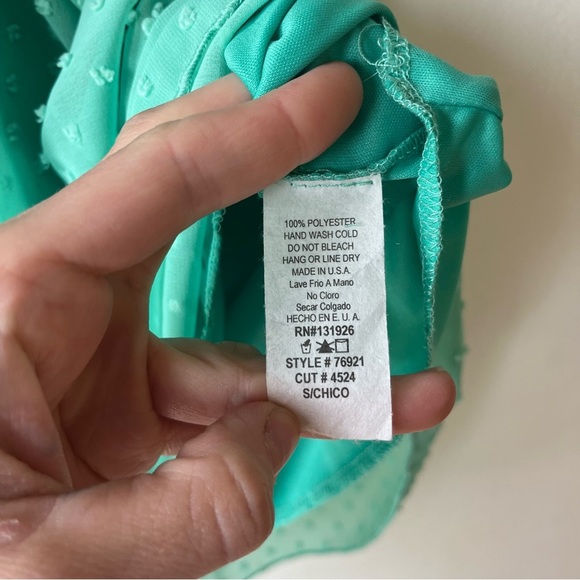 100% POLYESTER
HAND WASH COLD
DO NOT BLEACH
HANG OR LINE DRY
MADE IN U.S.A.
Lave Frio A Mano
No Cloro
Secar Colgado
HECHO EN E. U. A.
RN#131926
STYLE # 76921
CUT # 4524
S/CHICO